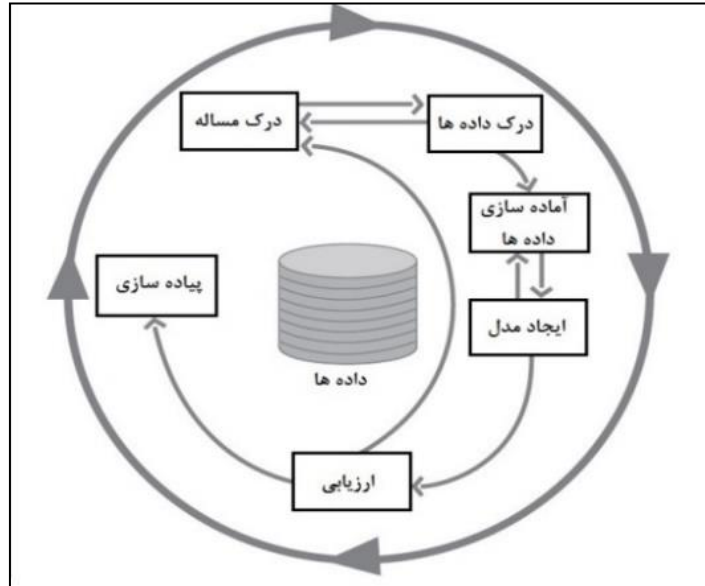 درک مساله
درک داده ها
آماده سازی
داده ها
ایجاد مدل
ارزیابی
پیاده سازی
داده ها